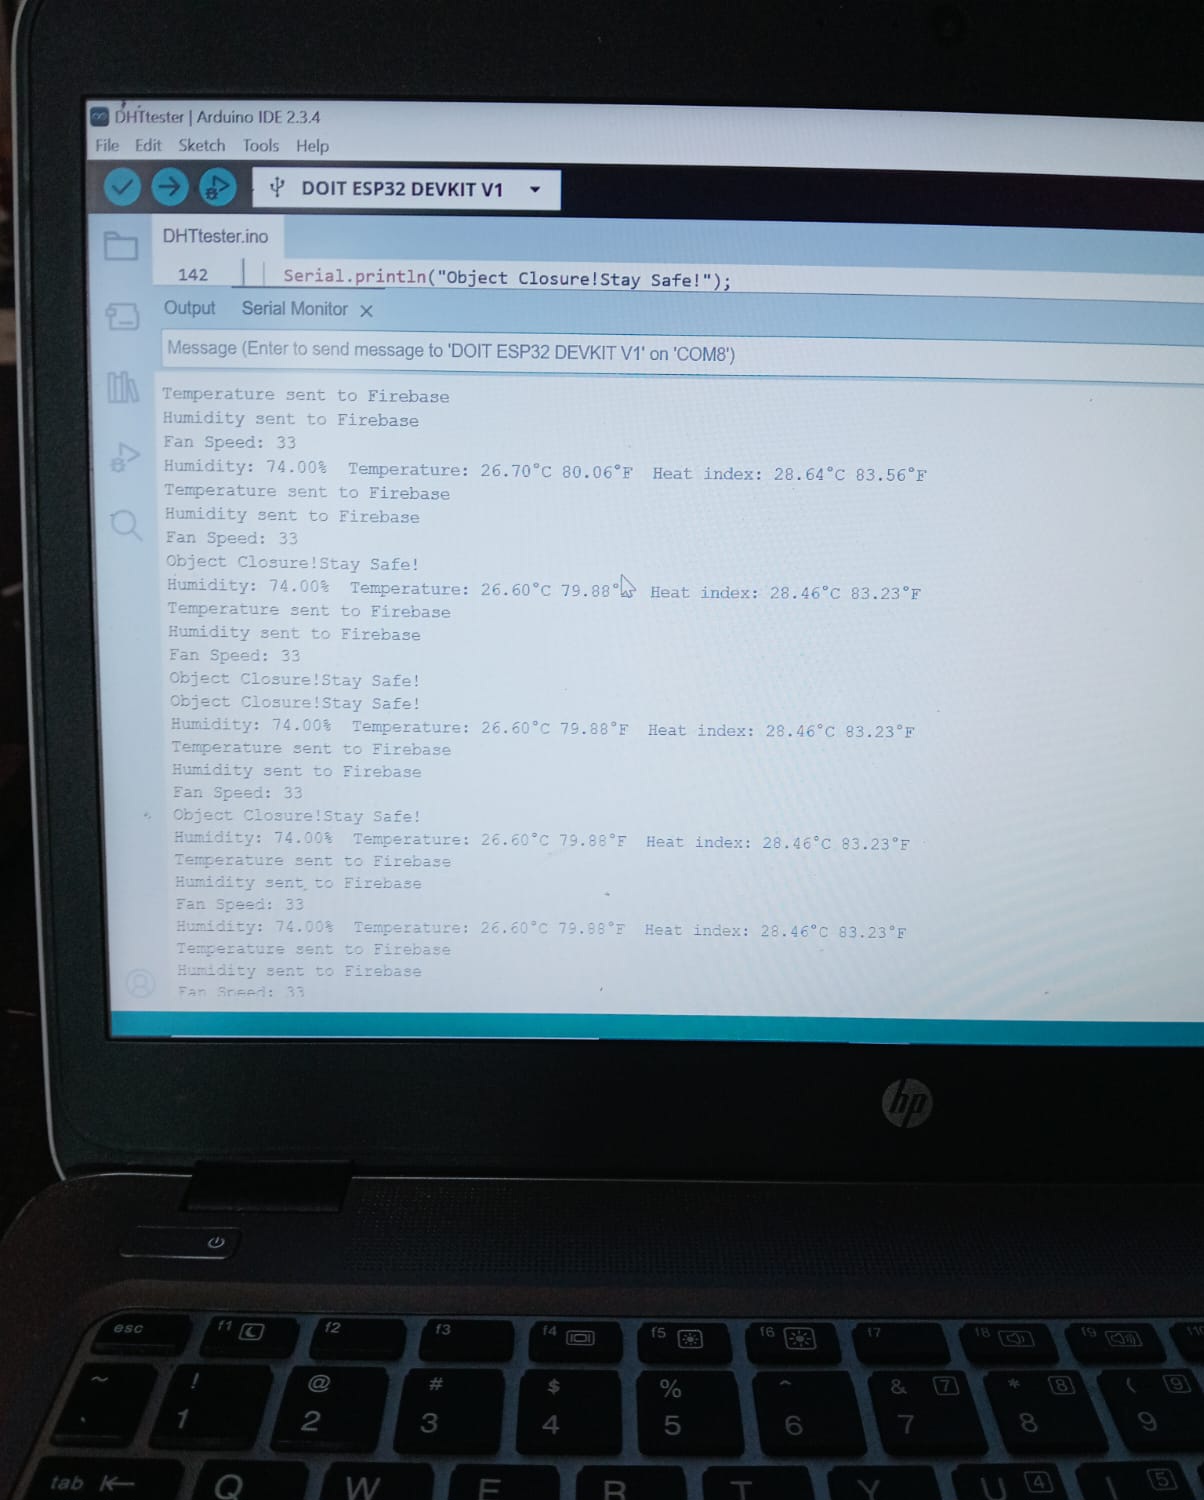 DHTtester | Arduino IDE 2.3.4
File Edit Sketch Tools Help
DOIT ESP32 DEVKIT V1
DHTtester.ino
142 Serial.println("Object Closure!Stay Safe!");
Output Serial Monitor
Message (Enter to send message to 'DOIT ESP32 DEVKIT V1' on 'COM8')
Temperature sent to Firebase
Humidity sent to Firebase
Fan Speed: 33
Humidity: 74.00% Temperature: 26.70°C 80.06°F Heat index: 28.64°C 83.56°F
Temperature sent to Firebase
Humidity sent to Firebase
Fan Speed: 33
Object Closure!Stay Safe!
Humidity: 74.00% Temperature: 26.60°C 79.88° Heat index: 28.46°C 83.23°F
Temperature sent to Firebase
Humidity sent to Firebase
Fan Speed: 33
Object Closure!Stay Safe!
Object Closure!Stay Safe!
Humidity: 74.00% Temperature: 26.60°C 79.88°F Heat index: 28.46°C 83.23°F
Temperature sent to Firebase
Humidity sent to Firebase
Fan Speed: 33
Object Closure!Stay Safe!
Humidity: 74.00% Temperature: 26.60°C 79.88°F Heat index: 28.46°C 83.23°F
Temperature sent to Firebase
Humidity sent to Firebase
Fan Speed: 33
Humidity: 74.00% Temperature: 26.60°C 79.88°F Heat index: 28.46°C 83.23°F
Temperature sent to Firebase
Humidity sent to Firebase
Fan Speed: 33
hp
esc f1 f2 f3 f4 f5 f6 f7 f8 f9 f10
~ ! @ # $ % ^ & 7 * 8 ( 9
1 2 3 4 5 6 7 8 9
tab Q W E R T Y U 4 I 5